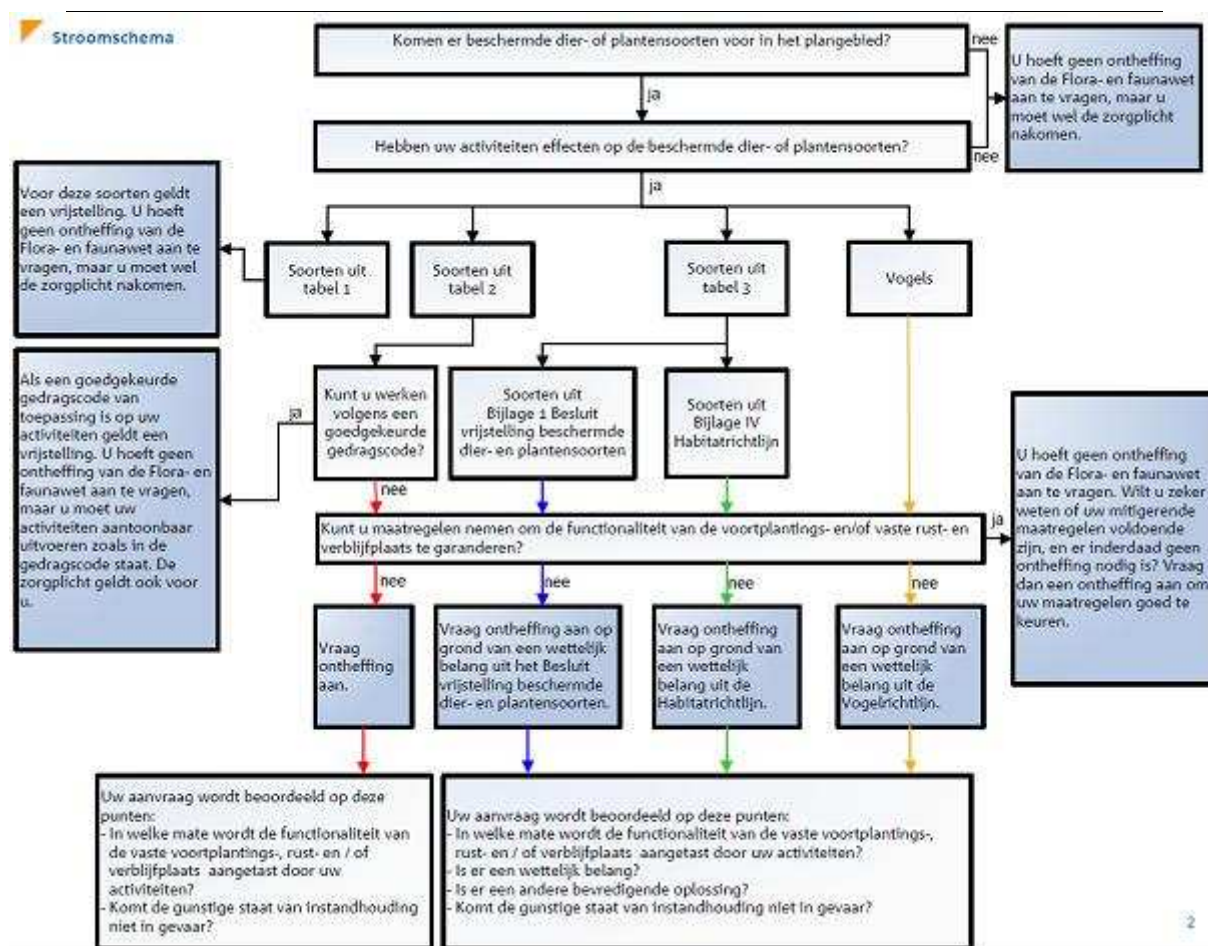 Stroomschema
Komen er beschermde dier- of plantensoorten voor in het plangebied?
nee
U hoeft geen ontheffing
van de Flora- en faunawet
aan te vragen, maar u
moet wel de zorgplicht
nakomen.
ja
Hebben uw activiteiten effecten op de beschermde dier- of plantensoorten?
nee
ja
Voor deze soorten geldt
een vrijstelling. U hoeft
geen ontheffing van de
Flora- en faunawet aan te
vragen, maar u moet wel
de zorgplicht nakomen.
Soorten uit
tabel 1
Soorten uit
tabel 2
Soorten uit
tabel 3
Vogels
Als een goedgekeurde
gedragscode van
toepassing is op uw
activiteiten geldt een
vrijstelling. U hoeft geen
ontheffing van de Flora- en
faunawet aan te vragen,
maar u moet uw
activiteiten aantoonbaar
uitvoeren zoals in de
gedragscode staat. De
zorgplicht geldt ook voor
u.
ja
Kunt u werken
volgens een
goedgekeurde
gedragscode?
Soorten uit
Bijlage 1 Besluit
vrijstelling beschermde
dier- en plantensoorten
Soorten uit
Bijlage IV
Habitatrichtlijn
nee
Kunt u maatregelen nemen om de functionaliteit van de voortplantings- en/of vaste rust- en
verblijfplaats te garanderen?
ja
U hoeft geen ontheffing
van de Flora- en faunawet
aan te vragen. Wilt u zeker
weten of uw mitigerende
maatregelen voldoende
zijn, en er inderdaad geen
ontheffing nodig is? Vraag
dan een ontheffing aan om
uw maatregelen goed te
keuren.
nee
nee
nee
nee
Vraag
ontheffing
aan.
Vraag ontheffing aan op
grond van een wettelijk
belang uit het Besluit
vrijstelling beschermde
dier- en plantensoorten.
Vraag ontheffing
aan op grond van
een wettelijk
belang uit de
Habitatrichtlijn.
Vraag ontheffing
aan op grond van
een wettelijk
belang uit de
Vogelrichtlijn.
Uw aanvraag wordt beoordeeld op deze
punten:
- In welke mate wordt de functionaliteit van
de vaste voortplantings-, rust- en / of
verblijfplaats aangetast door uw
activiteiten?
- Komt de gunstige staat van instandhouding
niet in gevaar?
Uw aanvraag wordt beoordeeld op deze punten:
- In welke mate wordt de functionaliteit van de vaste voortplantings-,
rust- en / of verblijfplaats aangetast door uw activiteiten?
- Is er een wettelijk belang?
- Is er een andere bevredigende oplossing?
- Komt de gunstige staat van instandhouding niet in gevaar?
2